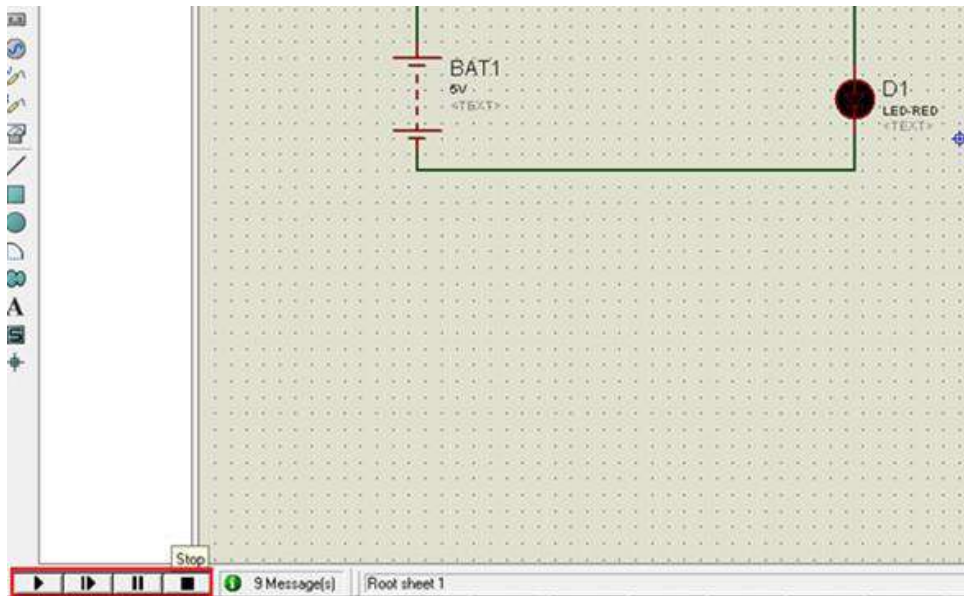 BAT1
5V
<TEXT>
D1
LED-RED
<TEXT>
A
S
Stop
9 Message(s)
Root sheet 1